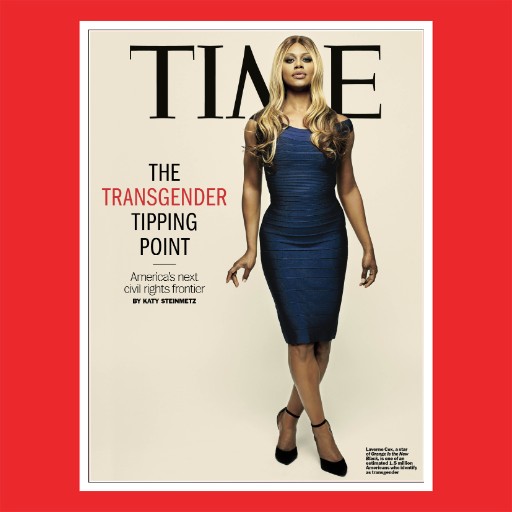 TIME
THE
TRANSGENDER
TIPPING
POINT
America's next
civil rights frontier
BY KATY STEINMETZ
Laverne Cox, a star
of Orange Is the New
Black, is one of an
estimated 1.5 million
Americans who identify
as transgender